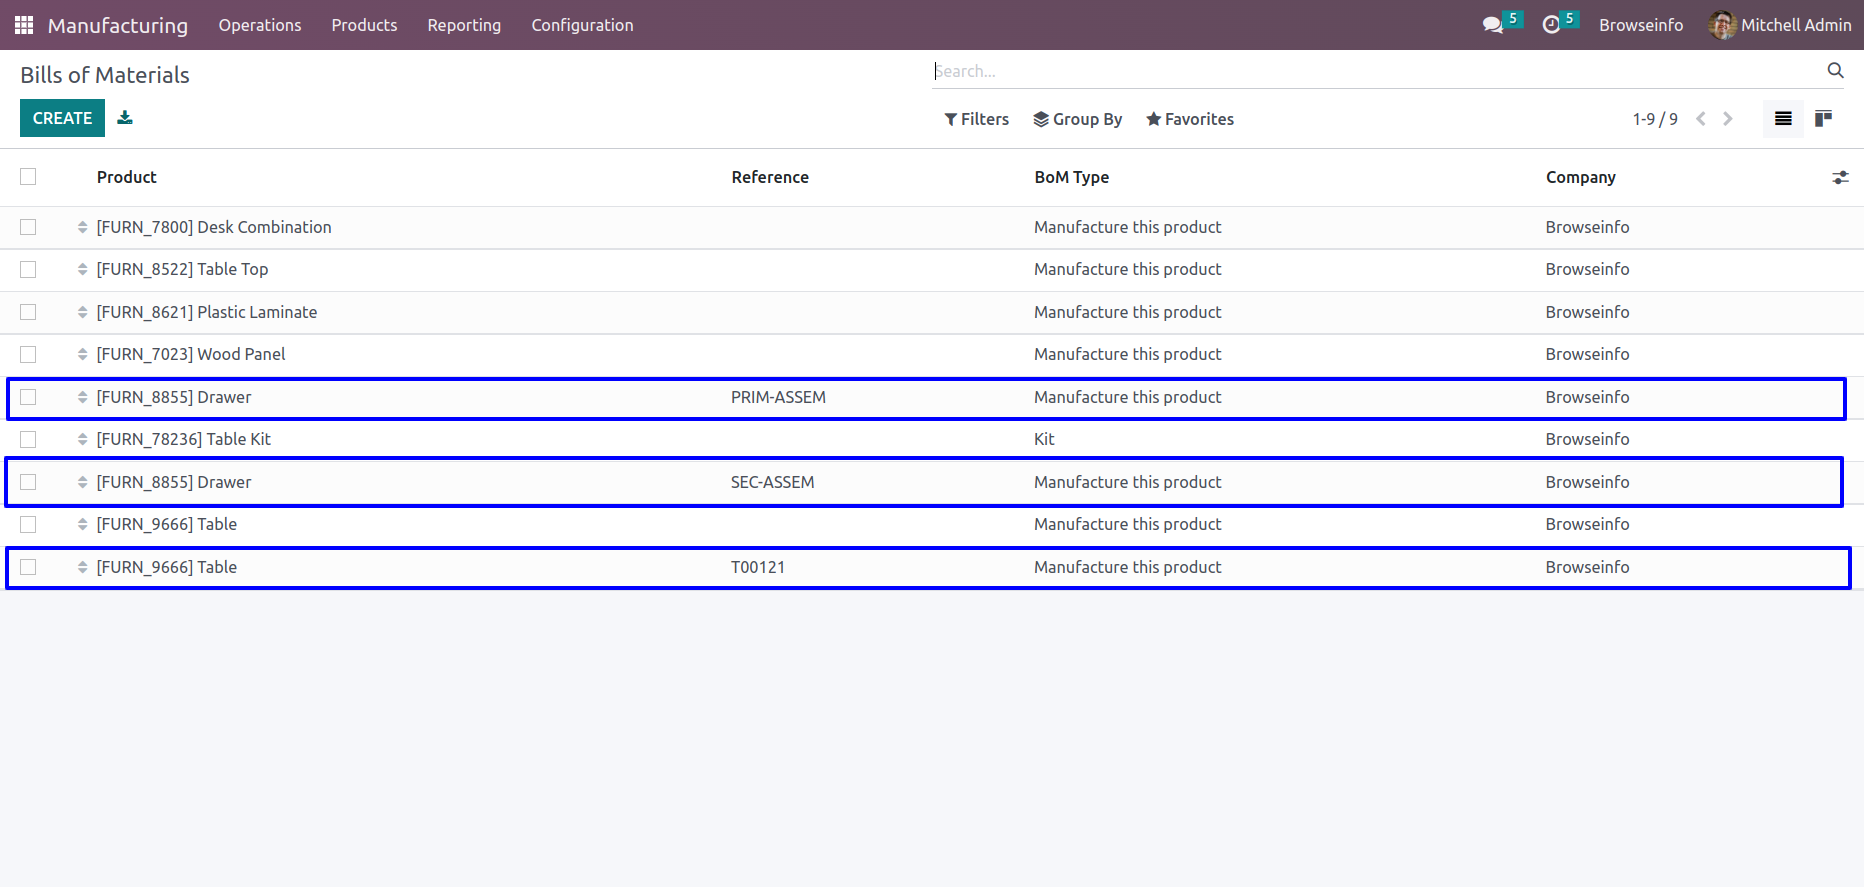 Manufacturing Operations Products Reporting Configuration 5 5 Browseinfo Mitchell Admin
Bills of Materials Search...
CREATE Filters Group By Favorites 1-9 / 9
Product Reference BoM Type Company
[FURN_7800] Desk Combination Manufacture this product Browseinfo
[FURN_8522] Table Top Manufacture this product Browseinfo
[FURN_8621] Plastic Laminate Manufacture this product Browseinfo
[FURN_7023] Wood Panel Manufacture this product Browseinfo
[FURN_8855] Drawer PRIM-ASSEM Manufacture this product Browseinfo
[FURN_78236] Table Kit Kit Browseinfo
[FURN_8855] Drawer SEC-ASSEM Manufacture this product Browseinfo
[FURN_9666] Table Manufacture this product Browseinfo
[FURN_9666] Table T00121 Manufacture this product Browseinfo